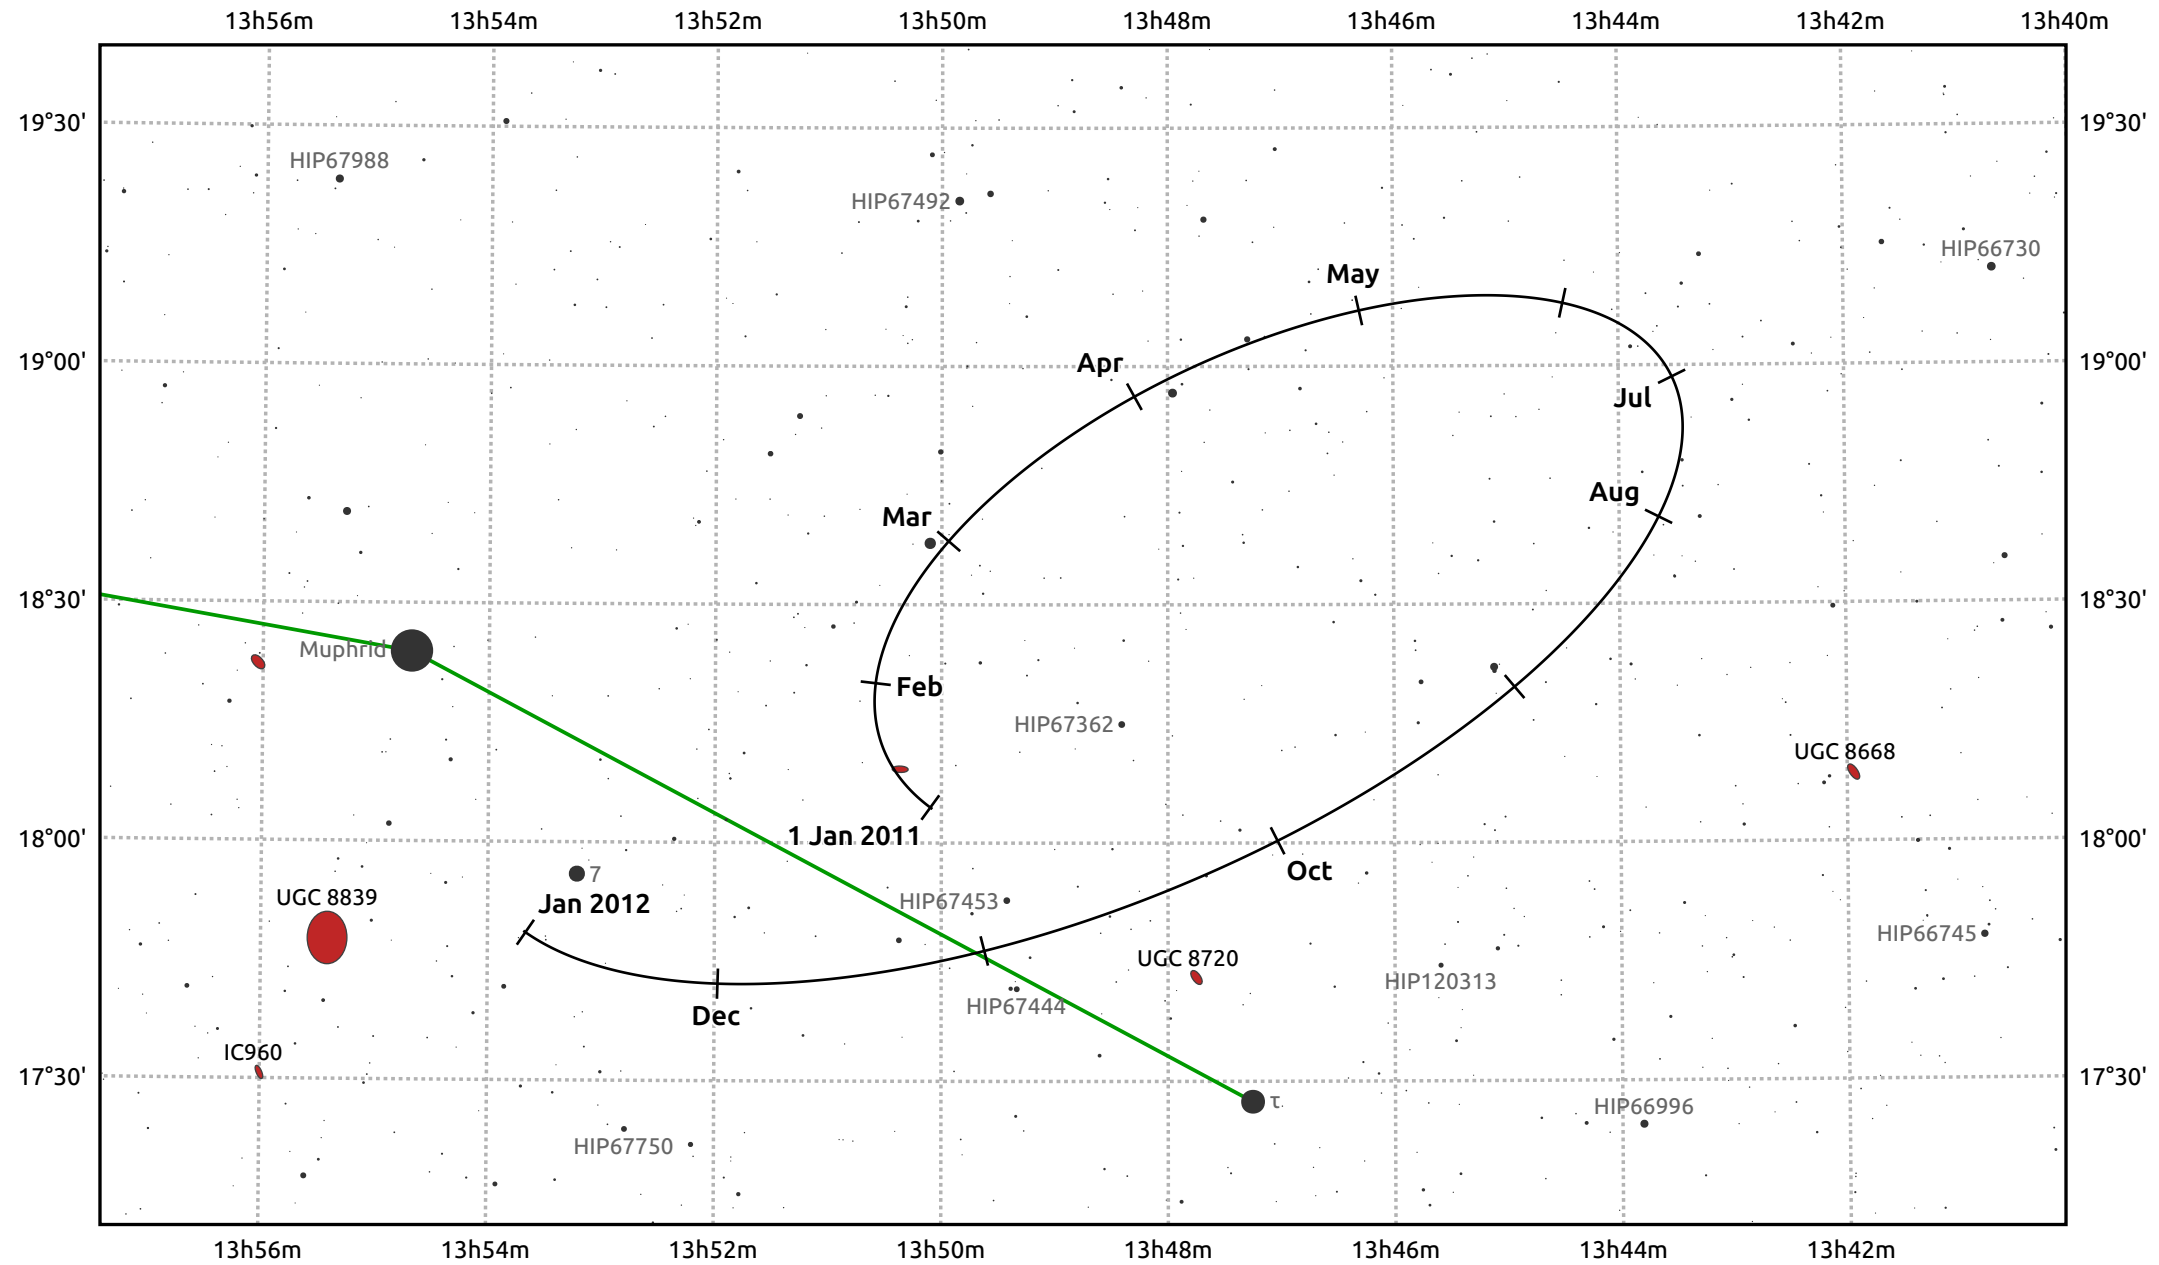 13h56m 13h54m 13h52m 13h50m 13h48m 13h46m 13h44m 13h42m 13h40m
19°30' 19°30'
HIP67988
HIP67492
HIP66730
May
19°00' Apr 19°00'
Jul
Aug
Mar
18°30' 18°30'
Muphrid
Feb
HIP67362
UGC 8668
1 Jan 2011
18°00' 18°00'
Oct
7
UGC 8839 Jan 2012 HIP67453
HIP66745
UGC 8720
HIP120313
HIP67444
Dec
IC960
17°30' 17°30'
τ
HIP66996
HIP67750
13h56m 13h54m 13h52m 13h50m 13h48m 13h46m 13h44m 13h42m